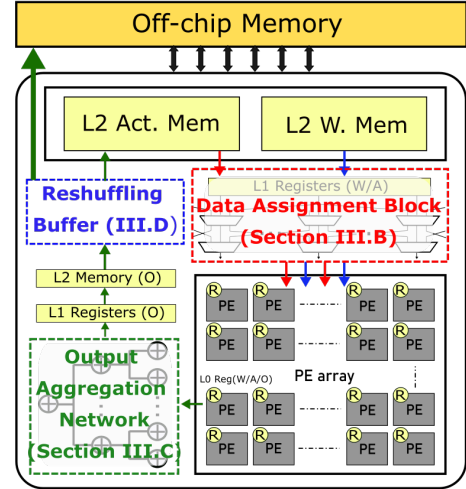 Off-chip Memory
L2 Act. Mem
L2 W. Mem
L1 Registers (W/A)
Data Assignment Block
(Section III.B)
Reshuffling
Buffer (III.D)
L2 Memory (O)
L1 Registers (O)
Output
Aggregation
Network
(Section III.C)
R R R R
PE PE PE PE
R R R R
PE PE PE PE
PE array
L0 Reg(W/A/O)
R R R R
PE PE PE PE
R R R R
PE PE PE PE